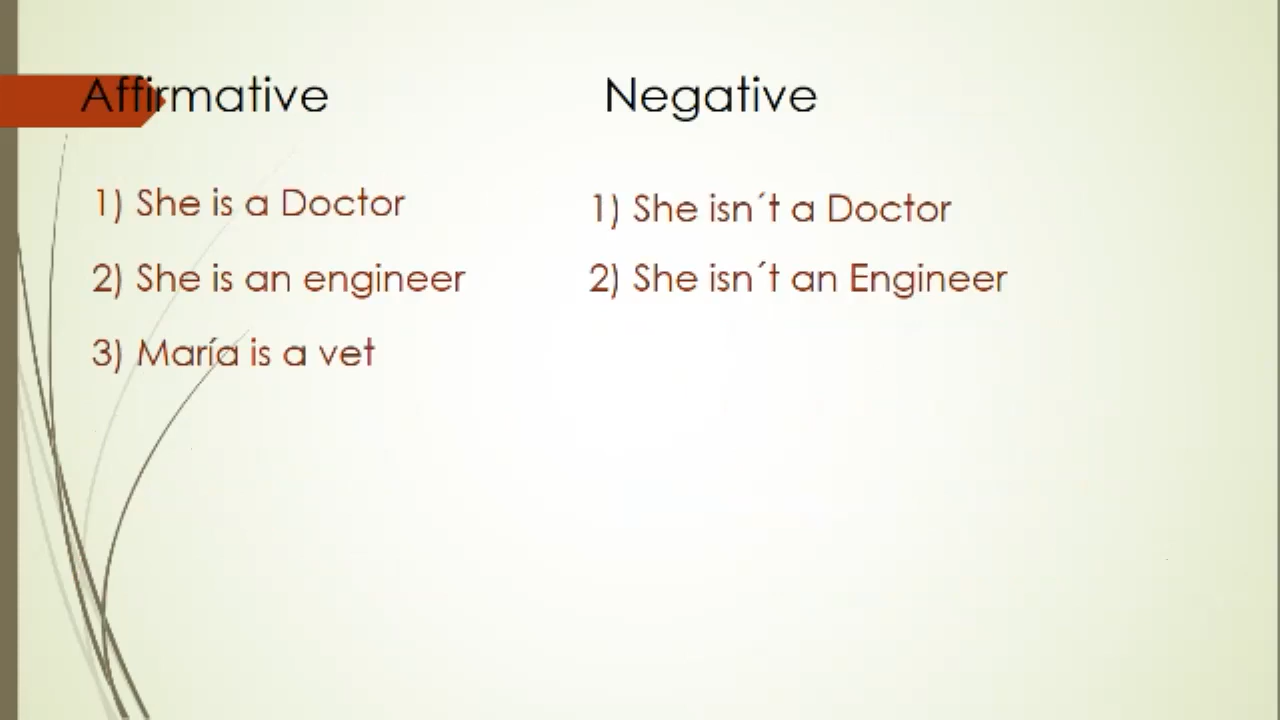 Affirmative
Negative
1) She is a Doctor
2) She is an engineer
3) María is a vet
1) She isn´t a Doctor
2) She isn´t an Engineer